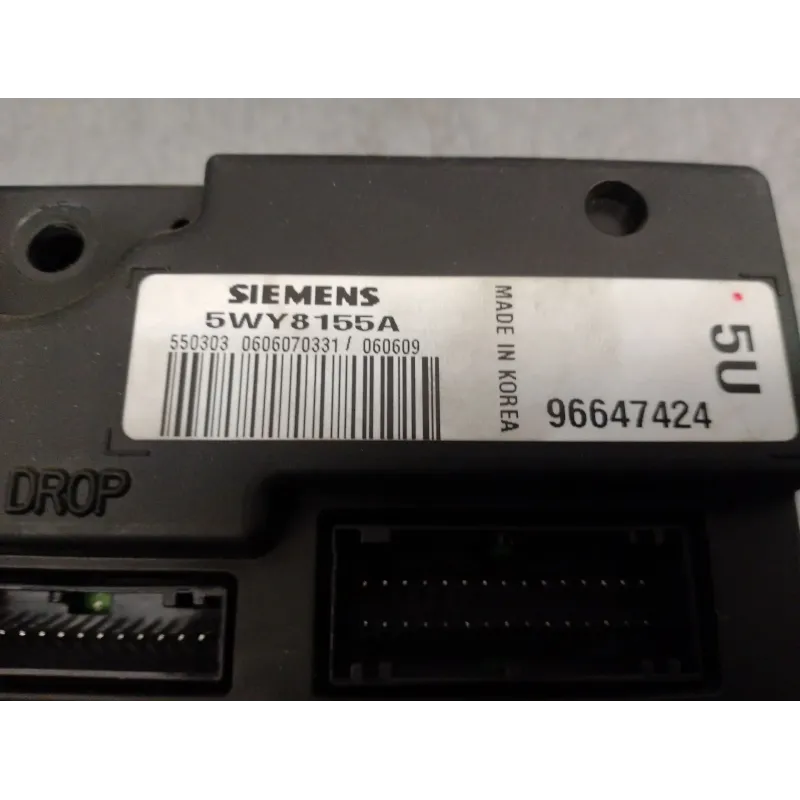 SIEMENS
5WY8155A
550303 0606070331/ 060609
MADE IN KOREA
5U
96647424
DROP